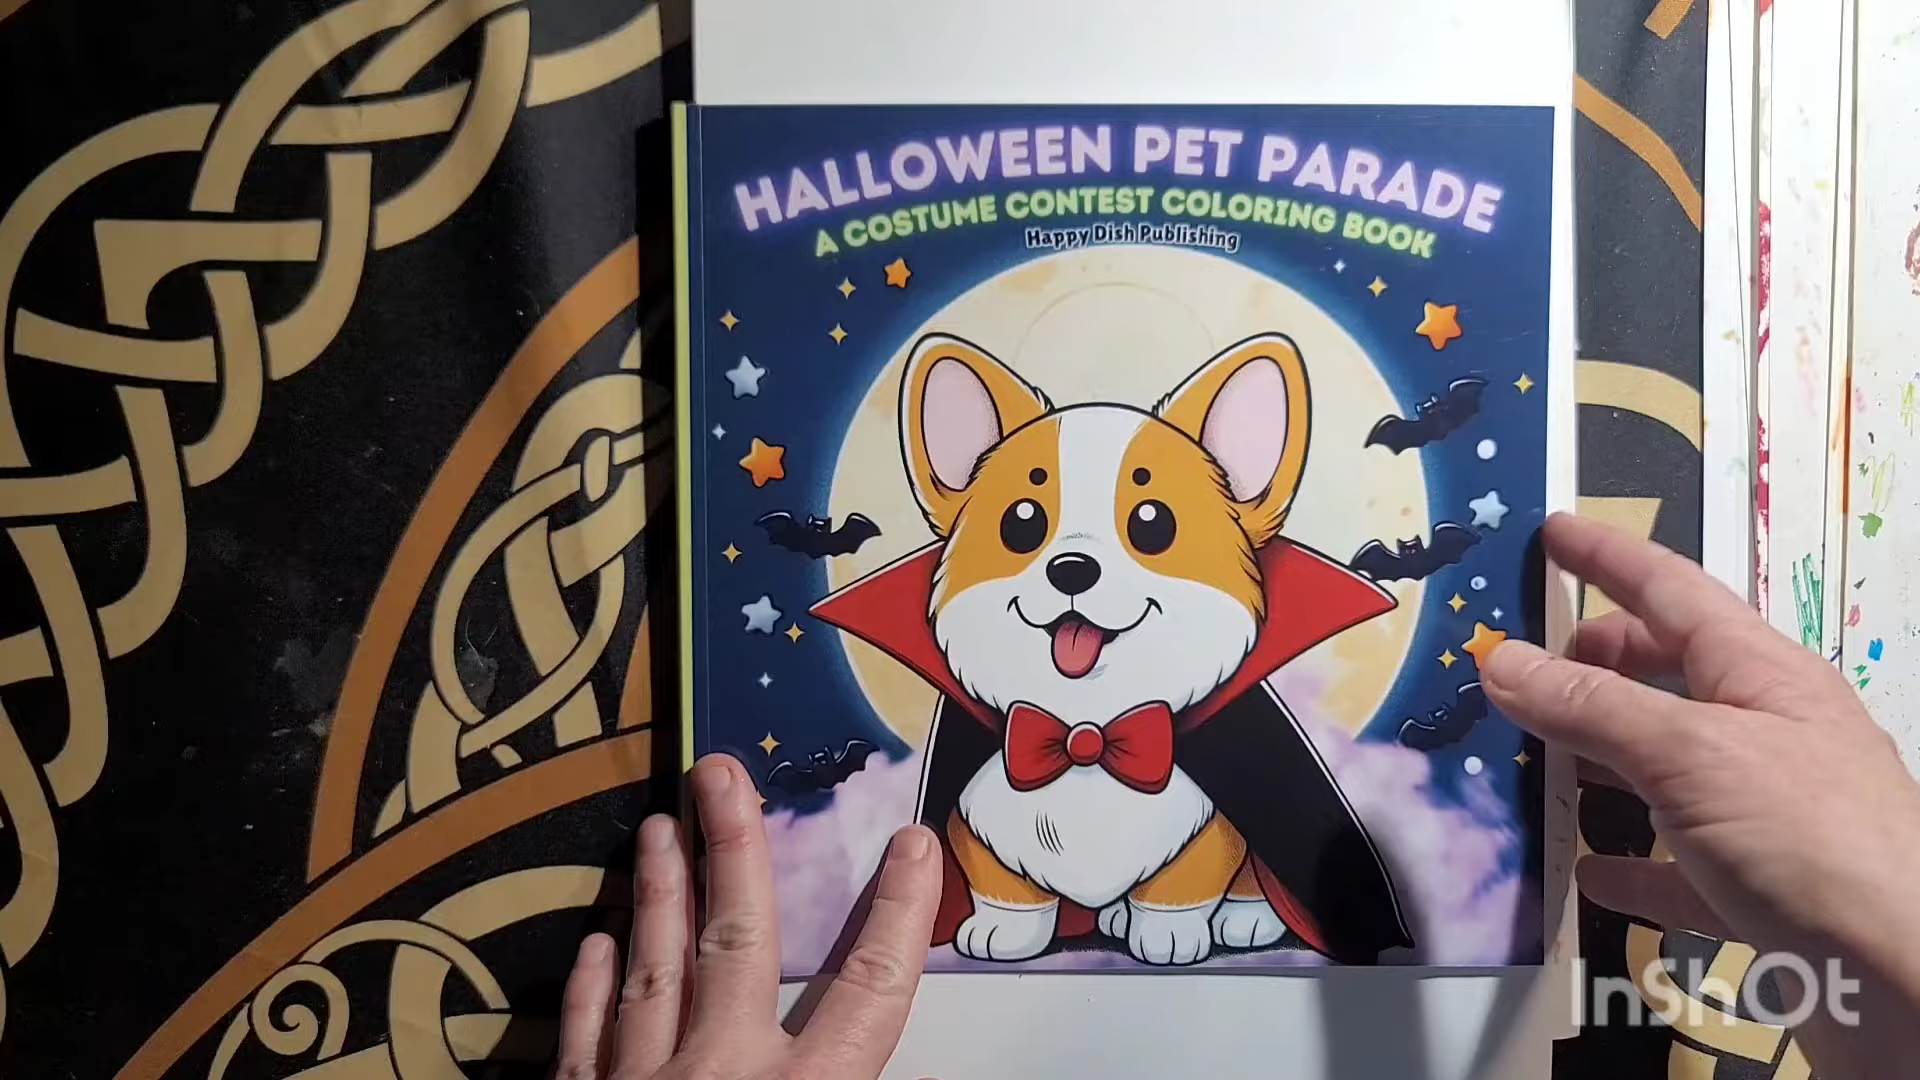 HALLOWEEN PET PARADE
A COSTUME CONTEST COLORING BOOK
Happy Dish Publishing
InShOt